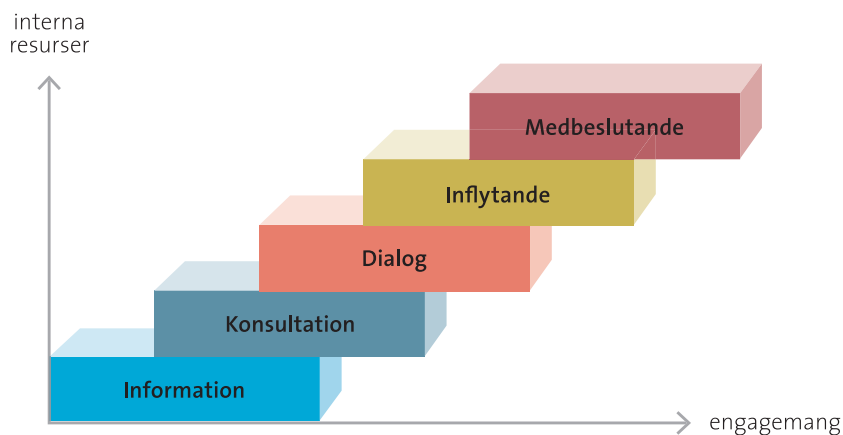 interna
resurser
Medbeslutande
Inflytande
Dialog
Konsultation
Information
engagemang